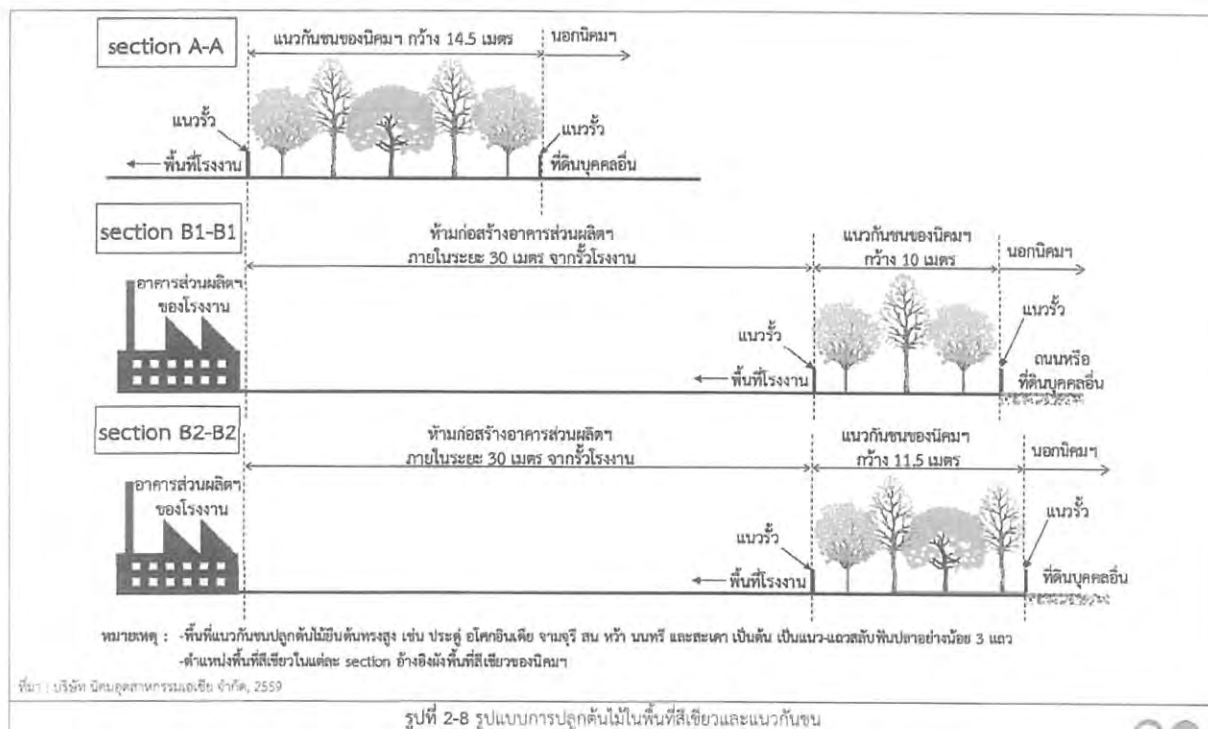 section A-A
แนวกันชนของนิคมฯ กว้าง 14.5 เมตร
นอกนิคมฯ
แนวรั้ว
พื้นที่โรงงาน
แนวรั้ว
ที่ดินบุคคลอื่น
section B1-B1
ห้ามก่อสร้างอาคารส่วนผลิตฯ
ภายในระยะ 30 เมตร จากรั้วโรงงาน
แนวกันชนของนิคมฯ
กว้าง 10 เมตร
นอกนิคมฯ
อาคารส่วนผลิตฯ
ของโรงงาน
แนวรั้ว
พื้นที่โรงงาน
แนวรั้ว
ถนนหรือ
ที่ดินบุคคลอื่น
section B2-B2
ห้ามก่อสร้างอาคารส่วนผลิตฯ
ภายในระยะ 30 เมตร จากรั้วโรงงาน
แนวกันชนของนิคมฯ
กว้าง 11.5 เมตร
นอกนิคมฯ
อาคารส่วนผลิตฯ
ของโรงงาน
แนวรั้ว
พื้นที่โรงงาน
แนวรั้ว
ที่ดินบุคคลอื่น
หมายเหตุ : -พื้นที่แนวกันชนปลูกต้นไม้ยืนต้นทรงสูง เช่น ประดู่ อโศกอินเดีย จามจุรี สน หว้า นนทรี และสะเดา เป็นต้น เป็นแนว-แถวสลับฟันปลาอย่างน้อย 3 แถว
-ตำแหน่งพื้นที่สีเขียวในแต่ละ section อ้างอิงผังพื้นที่สีเขียวของนิคมฯ
ที่มา : บริษัท นิคมอุตสาหกรรมเอเซีย จำกัด, 2559
รูปที่ 2-8 รูปแบบการปลูกต้นไม้ในพื้นที่สีเขียวและแนวกันชน